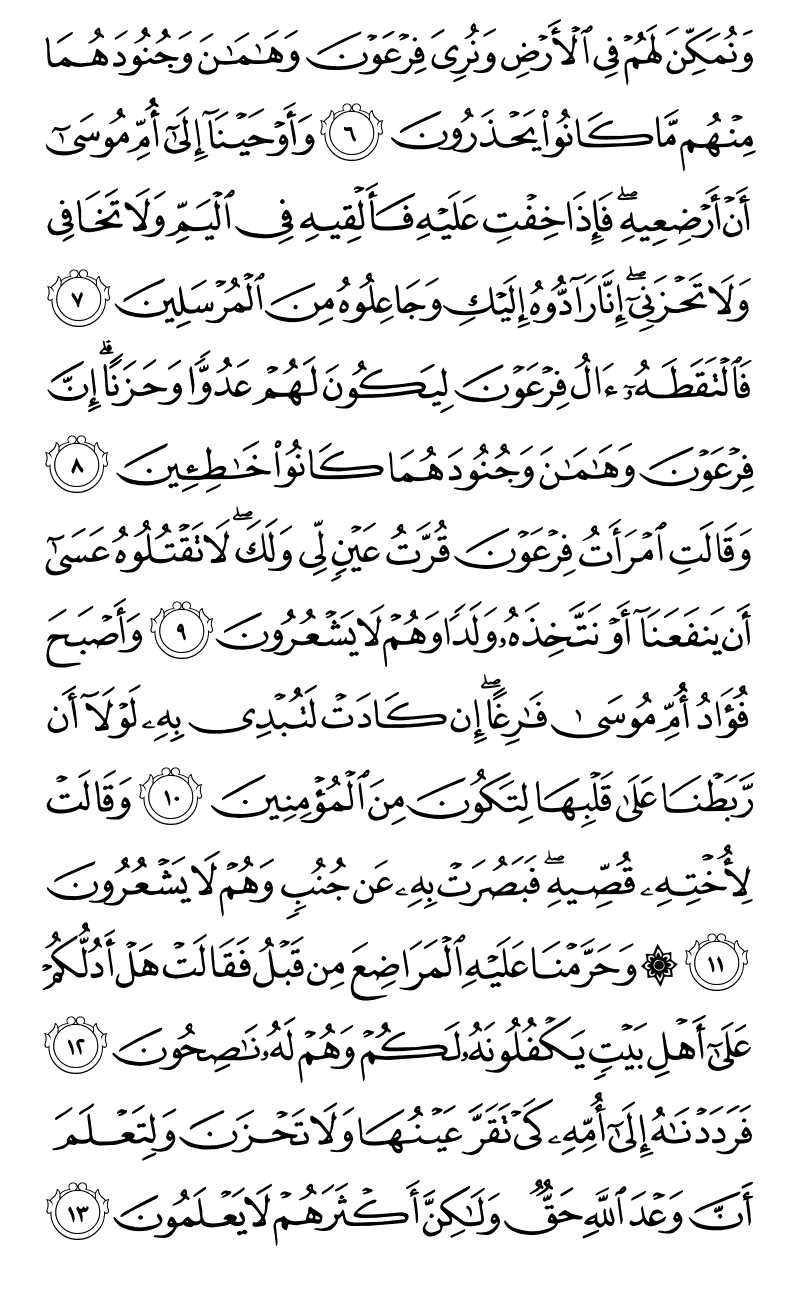 وَنُمَكِّنَ لَهُمْ فِي ٱلْأَرْضِ وَنُرِيَ فِرْعَوْنَ وَهَـٰمَـٰنَ وَجُنُودَهُمَا
مِنْهُم مَّا كَانُوا۟ يَحْذَرُونَ ٦ وَأَوْحَيْنَآ إِلَىٰٓ أُمِّ مُوسَىٰٓ
أَنْ أَرْضِعِيهِ ۖ فَإِذَا خِفْتِ عَلَيْهِ فَأَلْقِيهِ فِي ٱلْيَمِّ وَلَا تَخَافِي
وَلَا تَحْزَنِيٓ ۖ إِنَّا رَآدُّوهُ إِلَيْكِ وَجَاعِلُوهُ مِنَ ٱلْمُرْسَلِينَ ٧
فَٱلْتَقَطَهُۥٓ ءَالُ فِرْعَوْنَ لِيَكُونَ لَهُمْ عَدُوًّا وَحَزَنًا ۗ إِنَّ
فِرْعَوْنَ وَهَـٰمَـٰنَ وَجُنُودَهُمَا كَانُوا۟ خَـٰطِـِٔينَ ٨
وَقَالَتِ ٱمْرَأَتُ فِرْعَوْنَ قُرَّتُ عَيْنٍ لِّي وَلَكَ ۖ لَا تَقْتُلُوهُ عَسَىٰٓ
أَن يَنفَعَنَآ أَوْ نَتَّخِذَهُۥ وَلَدًا وَهُمْ لَا يَشْعُرُونَ ٩ وَأَصْبَحَ
فُؤَادُ أُمِّ مُوسَىٰ فَـٰرِغًا ۖ إِن كَادَتْ لَتُبْدِي بِهِۦ لَوْلَآ أَن
رَّبَطْنَا عَلَىٰ قَلْبِهَا لِتَكُونَ مِنَ ٱلْمُؤْمِنِينَ ١٠ وَقَالَتْ
لِأُخْتِهِۦ قُصِّيهِ ۖ فَبَصُرَتْ بِهِۦ عَن جُنُبٍ وَهُمْ لَا يَشْعُرُونَ
١١ ۞ وَحَرَّمْنَا عَلَيْهِ ٱلْمَرَاضِعَ مِن قَبْلُ فَقَالَتْ هَلْ أَدُلُّكُمْ
عَلَىٰٓ أَهْلِ بَيْتٍ يَكْفُلُونَهُۥ لَكُمْ وَهُمْ لَهُۥ نَـٰصِحُونَ ١٢
فَرَدَدْنَـٰهُ إِلَىٰٓ أُمِّهِۦ كَيْ تَقَرَّ عَيْنُهَا وَلَا تَحْزَنَ وَلِتَعْلَمَ
أَنَّ وَعْدَ ٱللَّهِ حَقٌّ وَلَـٰكِنَّ أَكْثَرَهُمْ لَا يَعْلَمُونَ ١٣